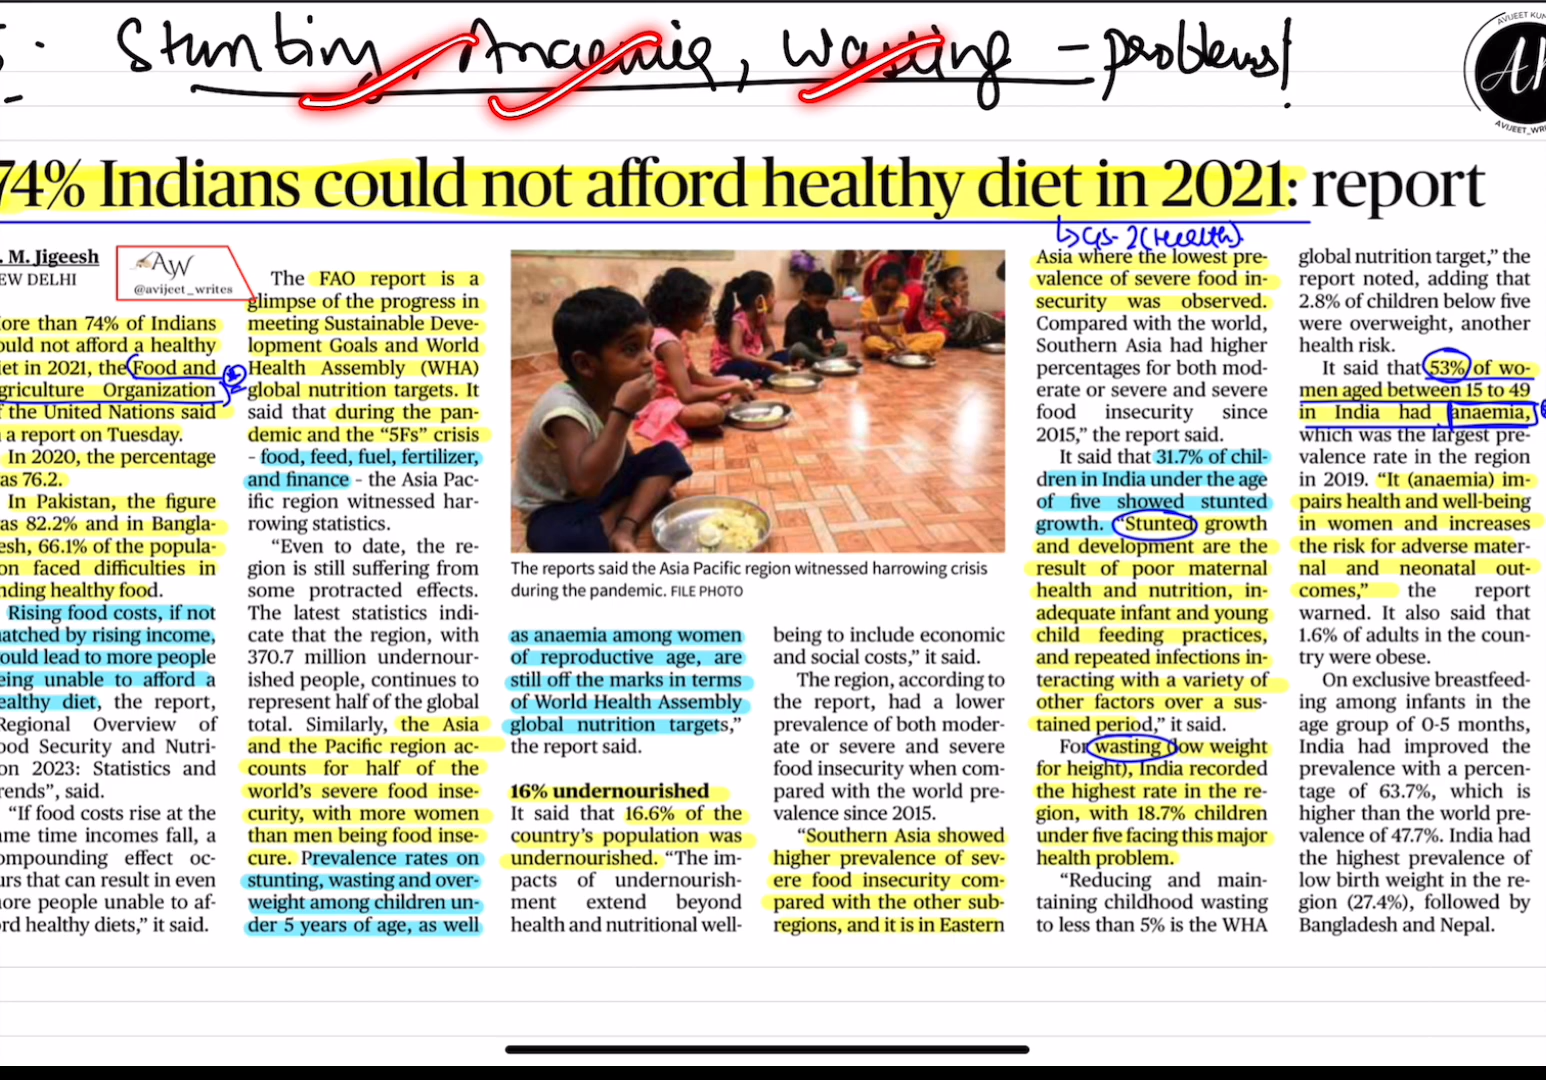 Stunting, Anaemia, Wasting - problems!
AVIJEET KUM
AVIJEET_WRI
74% Indians could not afford healthy diet in 2021: report
GS-2 (Health).
. M. Jigeesh
EW DELHI
AW
@avijeet_writes
ore than 74% of Indians
ould not afford a healthy
iet in 2021, the Food and
griculture Organization
f the United Nations said
a report on Tuesday.
In 2020, the percentage
as 76.2.
In Pakistan, the figure
as 82.2% and in Bangla-
esh, 66.1% of the popula-
on faced difficulties in
nding healthy food.
Rising food costs, if not
atched by rising income,
ould lead to more people
eing unable to afford a
ealthy diet, the report,
Regional Overview of
ood Security and Nutri-
on 2023: Statistics and
rends”, said.
“If food costs rise at the
ame time incomes fall, a
ompounding effect oc-
urs that can result in even
ore people unable to af-
ord healthy diets,” it said.
The FAO report is a
glimpse of the progress in
meeting Sustainable Deve-
lopment Goals and World
Health Assembly (WHA)
global nutrition targets. It
said that during the pan-
demic and the “5Fs” crisis
- food, feed, fuel, fertilizer,
and finance - the Asia Pac-
ific region witnessed har-
rowing statistics.
“Even to date, the re-
gion is still suffering from
some protracted effects.
The latest statistics indi-
cate that the region, with
370.7 million undernour-
ished people, continues to
represent half of the global
total. Similarly, the Asia
and the Pacific region ac-
counts for half of the
world’s severe food inse-
curity, with more women
than men being food inse-
cure. Prevalence rates on
stunting, wasting and over-
weight among children un-
der 5 years of age, as well
The reports said the Asia Pacific region witnessed harrowing crisis
during the pandemic. FILE PHOTO
as anaemia among women
of reproductive age, are
still off the marks in terms
of World Health Assembly
global nutrition targets,”
the report said.
16% undernourished
It said that 16.6% of the
country’s population was
undernourished. “The im-
pacts of undernourish-
ment extend beyond
health and nutritional well-
being to include economic
and social costs,” it said.
The region, according to
the report, had a lower
prevalence of both moder-
ate or severe and severe
food insecurity when com-
pared with the world pre-
valence since 2015.
“Southern Asia showed
higher prevalence of sev-
ere food insecurity com-
pared with the other sub-
regions, and it is in Eastern
Asia where the lowest pre-
valence of severe food in-
security was observed.
Compared with the world,
Southern Asia had higher
percentages for both mod-
erate or severe and severe
food insecurity since
2015,” the report said.
It said that 31.7% of chil-
dren in India under the age
of five showed stunted
growth. “Stunted growth
and development are the
result of poor maternal
health and nutrition, in-
adequate infant and young
child feeding practices,
and repeated infections in-
teracting with a variety of
other factors over a sus-
tained period,” it said.
For wasting (low weight
for height), India recorded
the highest rate in the re-
gion, with 18.7% children
under five facing this major
health problem.
“Reducing and main-
taining childhood wasting
to less than 5% is the WHA
global nutrition target,” the
report noted, adding that
2.8% of children below five
were overweight, another
health risk.
It said that 53% of wo-
men aged between 15 to 49
in India had anaemia,
which was the largest pre-
valence rate in the region
in 2019. “It (anaemia) im-
pairs health and well-being
in women and increases
the risk for adverse mater-
nal and neonatal out-
comes,” the report
warned. It also said that
1.6% of adults in the coun-
try were obese.
On exclusive breastfeed-
ing among infants in the
age group of 0-5 months,
India had improved the
prevalence with a percen-
tage of 63.7%, which is
higher than the world pre-
valence of 47.7%. India had
the highest prevalence of
low birth weight in the re-
gion (27.4%), followed by
Bangladesh and Nepal.